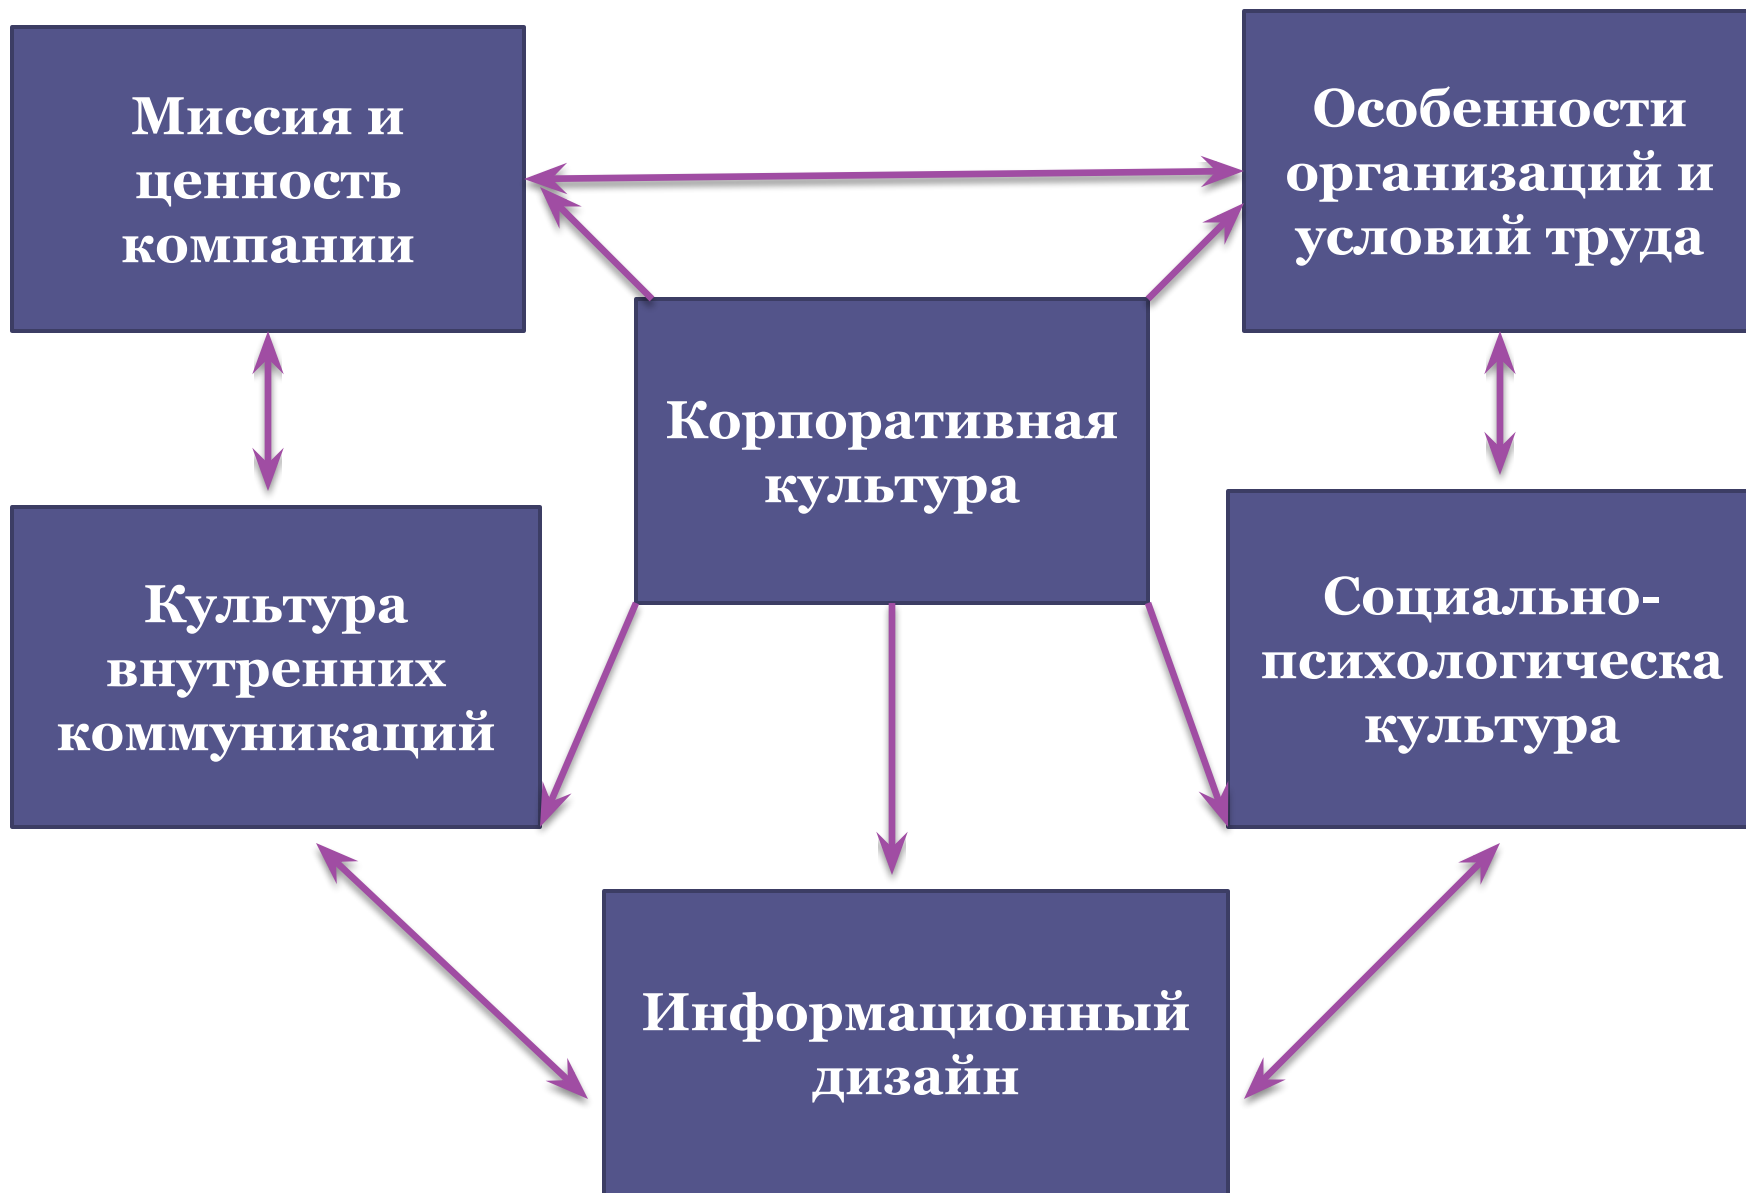 Миссия и
ценность
компании
Особенности
организаций и
условий труда
Корпоративная
культура
Культура
внутренних
коммуникаций
Социально-
психологическа
культура
Информационный
дизайн